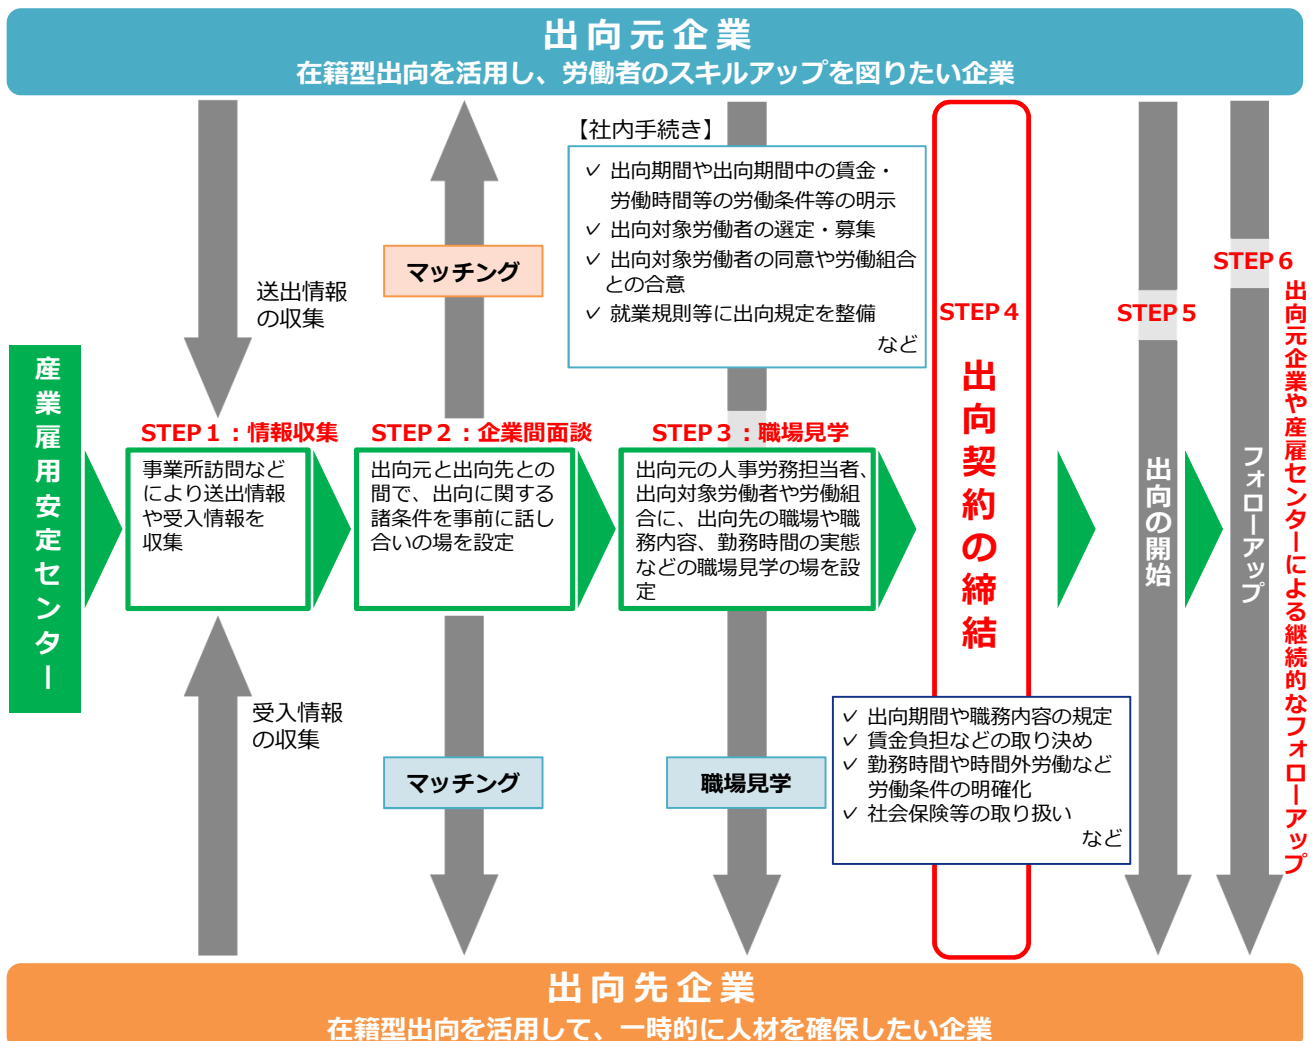 出向元企業
在籍型出向を活用し、労働者のスキルアップを図りたい企業
【社内手続き】
✓ 出向期間や出向期間中の賃金・
労働時間等の労働条件等の明示
✓ 出向対象労働者の選定・募集
✓ 出向対象労働者の同意や労働組合
との合意
✓ 就業規則等に出向規定を整備
など
マッチング
送出情報
の収集
産業雇用安定センター
STEP１：情報収集
事業所訪問など
により送出情報
や受入情報を
収集
STEP２：企業間面談
出向元と出向先との
間で、出向に関する
諸条件を事前に話し
合いの場を設定
STEP３：職場見学
出向元の人事労務担当者、
出向対象労働者や労働組
合に、出向先の職場や職
務内容、勤務時間の実態
などの職場見学の場を設
定
STEP４
出向契約の締結
STEP５
出向の開始
STEP６
フォローアップ
出向元企業や産雇センターによる継続的なフォローアップ
受入情報
の収集
マッチング
職場見学
✓ 出向期間や職務内容の規定
✓ 賃金負担などの取り決め
✓ 勤務時間や時間外労働など
労働条件の明確化
✓ 社会保険等の取り扱い
など
出向先企業
在籍型出向を活用して、一時的に人材を確保したい企業